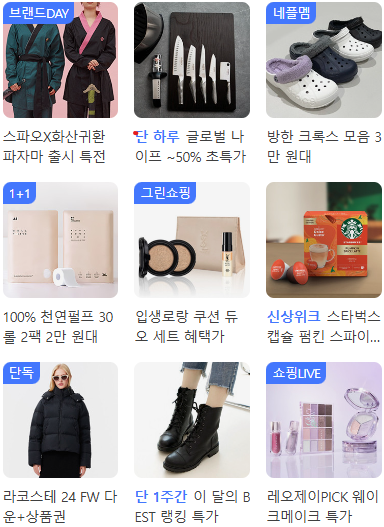 브랜드DAY
스파오X화산귀환
파자마 출시 특전
단 하루 글로벌 나
이프 ~50% 초특가
네플멤
방한 크록스 모음 3
만 원대
1+1
100% 천연펄프 30
롤 2팩 2만 원대
그린쇼핑
입생로랑 쿠션 듀
오 세트 혜택가
신상위크 스타벅스
캡슐 펌킨 스파이...
단독
라코스테 24 FW 다
운+상품권
단 1주간 이 달의 B
EST 랭킹 특가
쇼핑LIVE
레오제이PICK 웨이
크메이크 특가